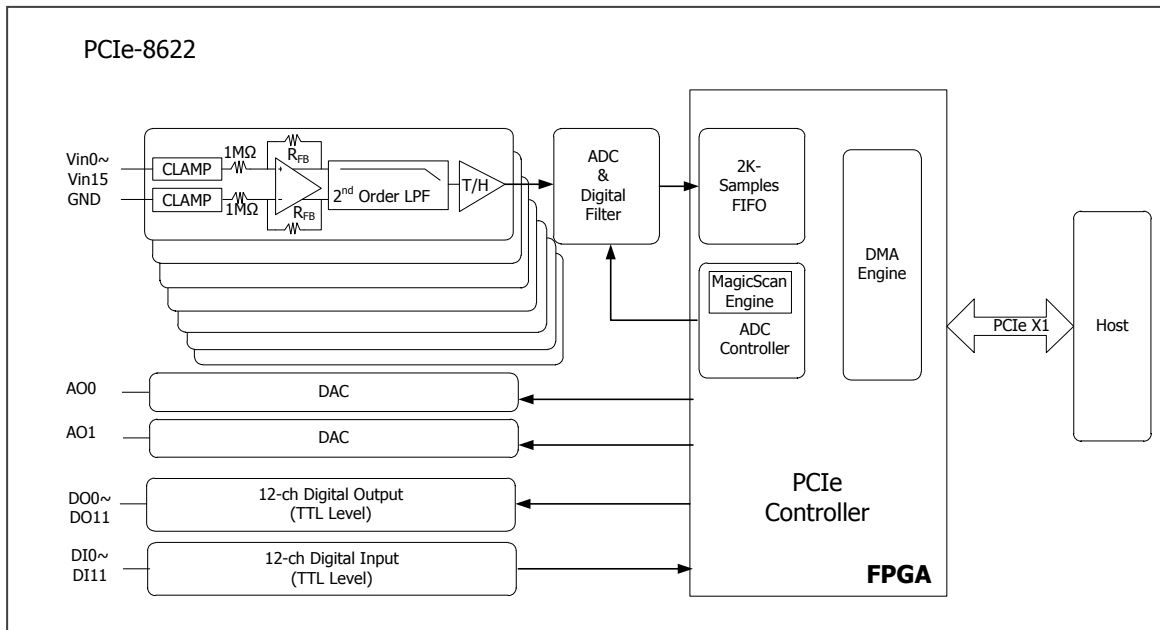 PCIe-8622
Vin0~
Vin15
GND
CLAMP
CLAMP
1MΩ
1MΩ
RFB
RFB
+
-
2nd Order LPF
T/H
ADC
&
Digital
Filter
2K-
Samples
FIFO
MagicScan
Engine
ADC
Controller
DMA
Engine
PCIe X1
Host
AO0
DAC
AO1
DAC
DO0~
DO11
12-ch Digital Output
(TTL Level)
DI0~
DI11
12-ch Digital Input
(TTL Level)
PCIe
Controller
FPGA